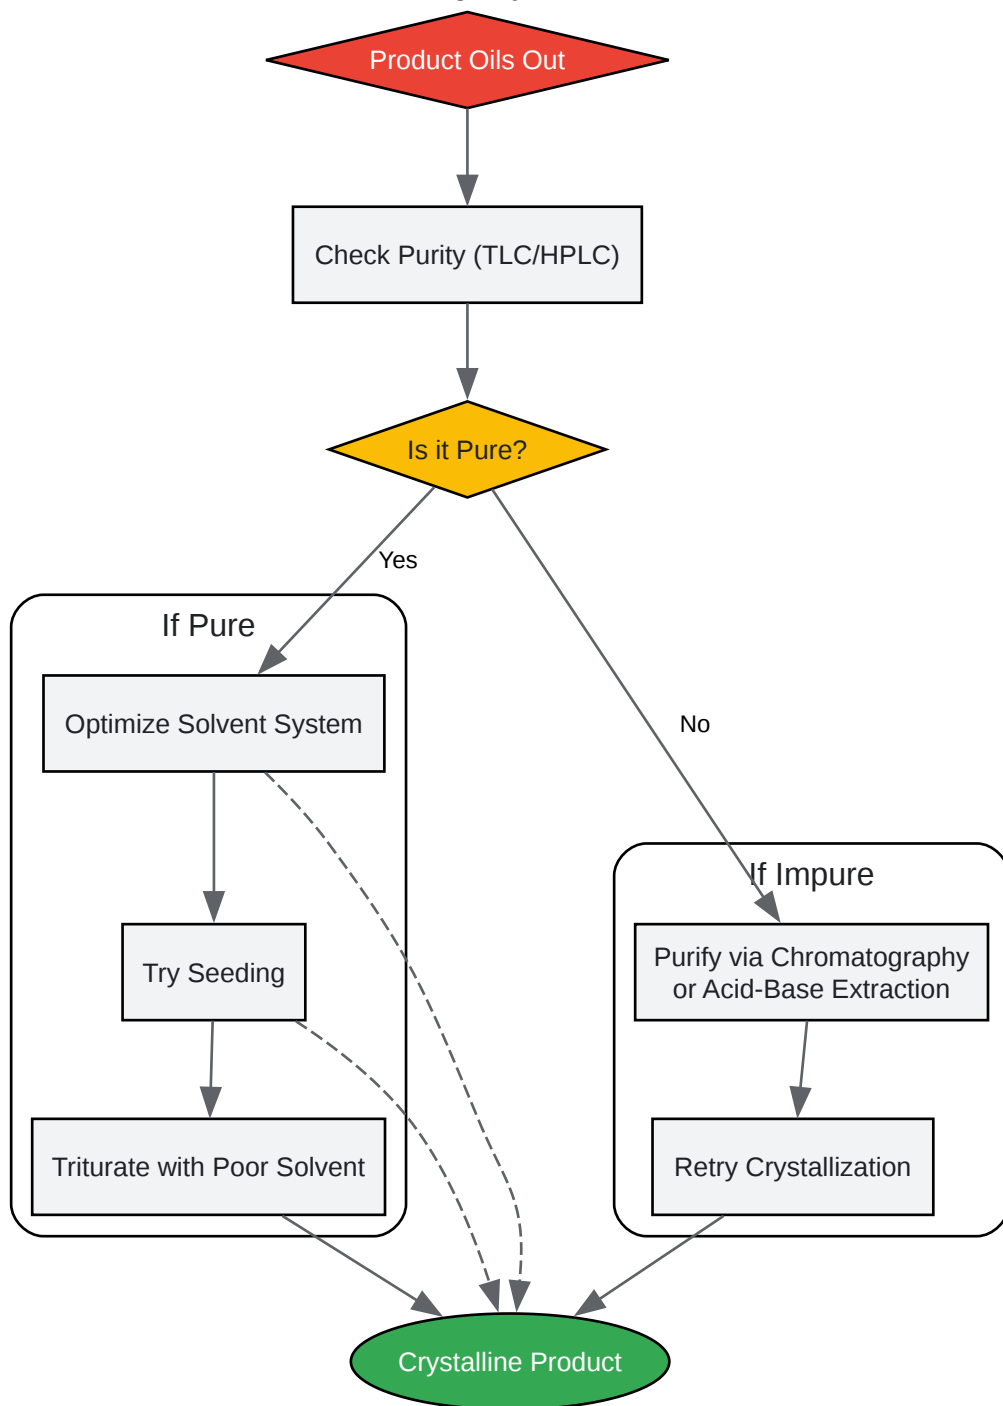 Product Oils Out
Check Purity (TLC/HPLC)
Is it Pure?
Yes
If Pure
Optimize Solvent System
No
If Impure
Try Seeding
Purify via Chromatography
or Acid-Base Extraction
Triturate with Poor Solvent
Retry Crystallization
Crystalline Product